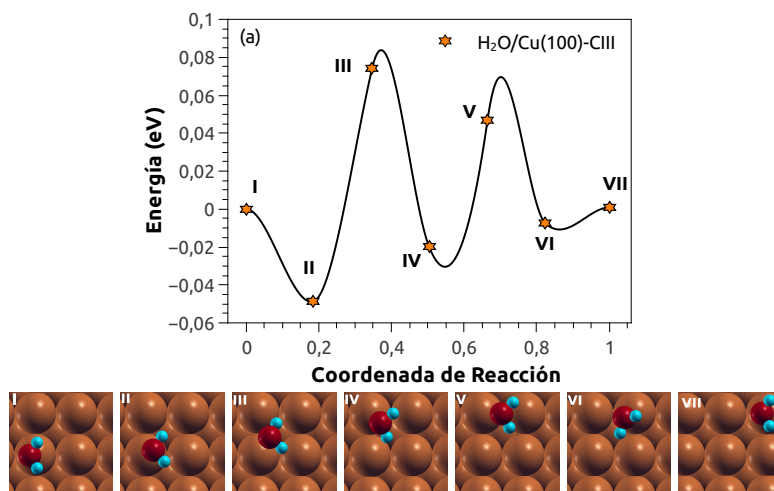 (a)
H₂O/Cu(100)-CIII
Energía (eV)
0,1
0,08
0,06
0,04
0,02
0
−0,02
−0,04
−0,06
I
II
III
IV
V
VI
VII
0 0,2 0,4 0,6 0,8 1
Coordenada de Reacción
I II III IV V VI VII